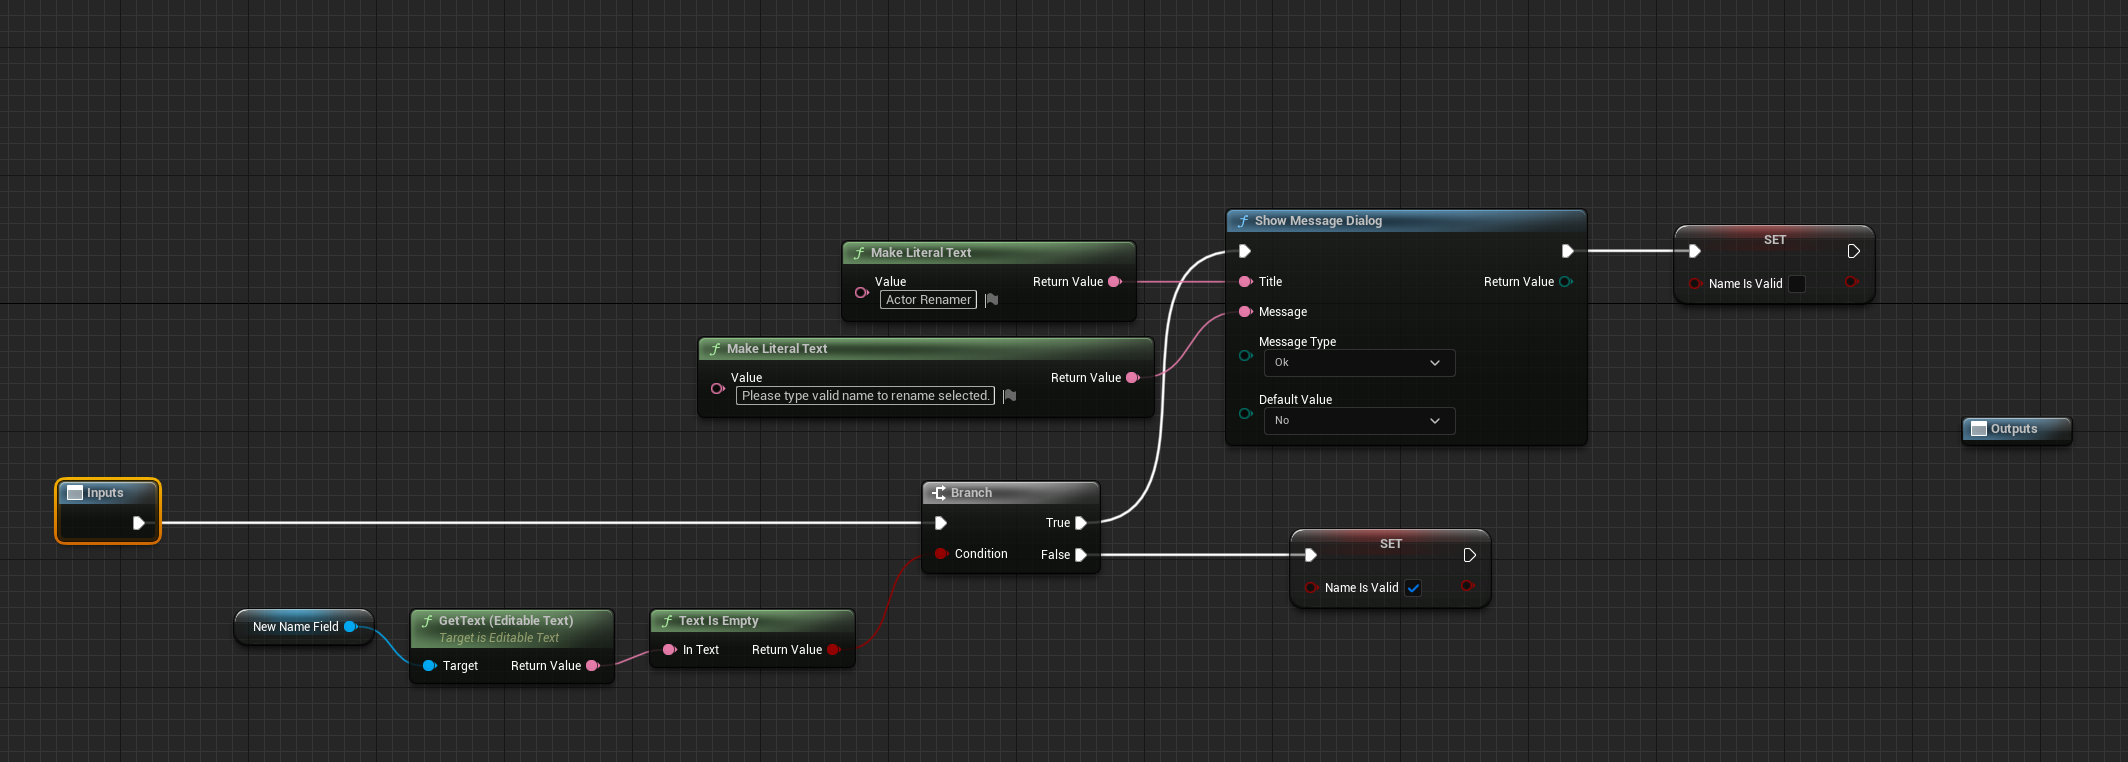 Show Message Dialog
Title
Return Value
Message
Message Type
Ok
Default Value
No
SET
Name Is Valid
Make Literal Text
Value
Return Value
Actor Renamer
Make Literal Text
Value
Return Value
Please type valid name to rename selected.
Outputs
Inputs
Branch
True
Condition
False
SET
Name Is Valid
New Name Field
GetText (Editable Text)
Target is Editable Text
Target
Return Value
Text Is Empty
In Text
Return Value